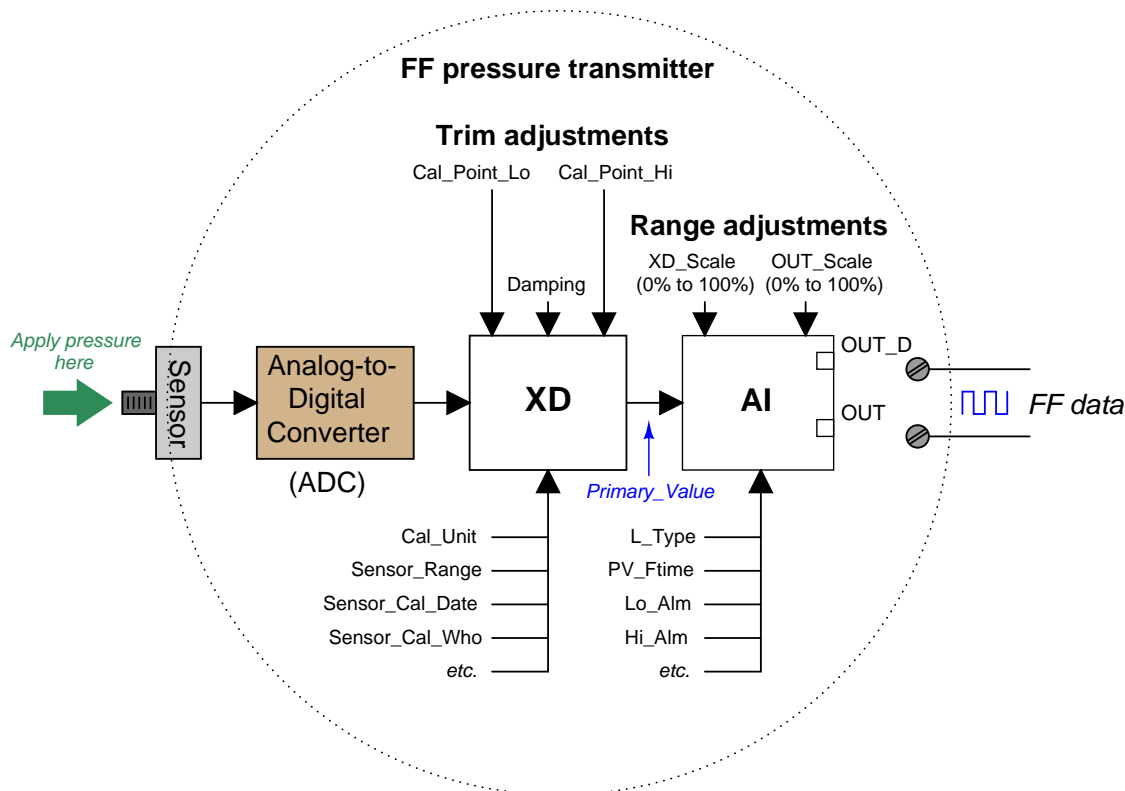 FF pressure transmitter
Trim adjustments
Cal_Point_Lo Cal_Point_Hi
Range adjustments
XD_Scale
(0% to 100%)
OUT_Scale
(0% to 100%)
Damping
Apply pressure
here
Sensor
Analog-to-
Digital
Converter
(ADC)
XD
Primary_Value
AI
OUT_D
OUT
FF data
Cal_Unit
Sensor_Range
Sensor_Cal_Date
Sensor_Cal_Who
etc.
L_Type
PV_Ftime
Lo_Alm
Hi_Alm
etc.